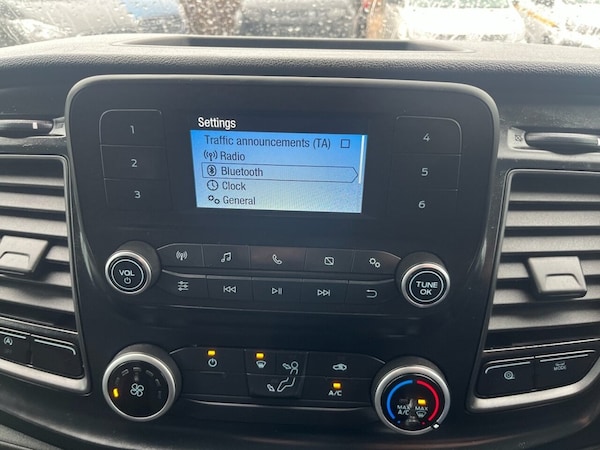 Settings
Traffic announcements (TA)
Radio
Bluetooth
Clock
General
1
2
3
4
5
6
VOL
TUNE
OK
A/C
MAX
A/C
MAX
MODE